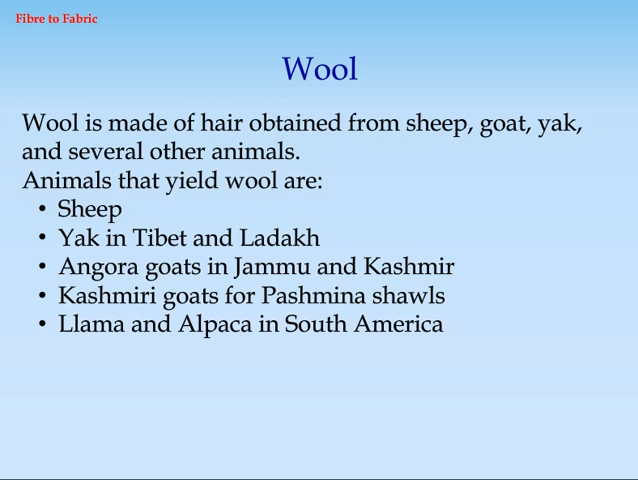 Fibre to Fabric
Wool
Wool is made of hair obtained from sheep, goat, yak,
and several other animals.
Animals that yield wool are:
• Sheep
• Yak in Tibet and Ladakh
• Angora goats in Jammu and Kashmir
• Kashmiri goats for Pashmina shawls
• Llama and Alpaca in South America